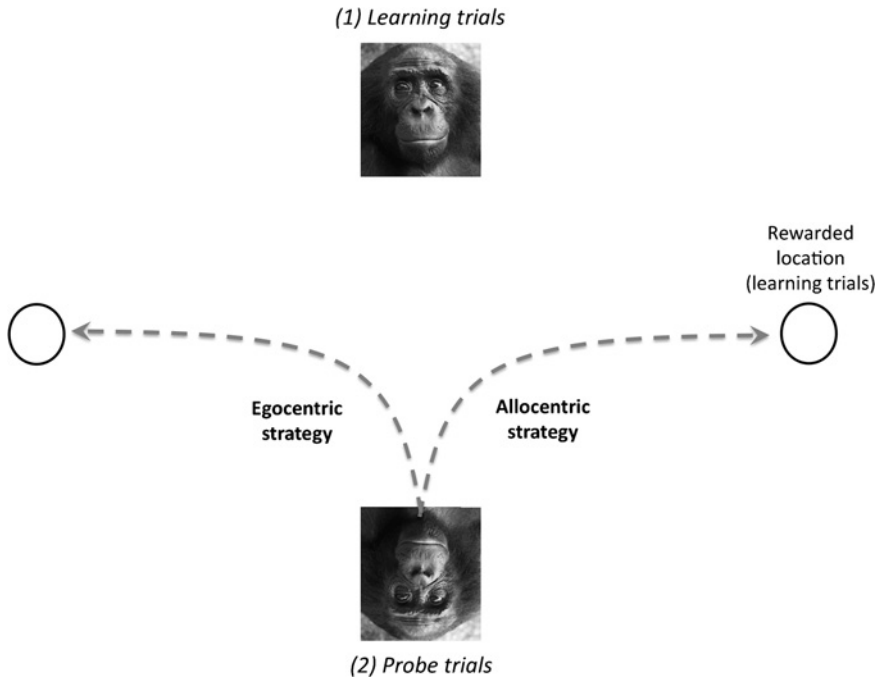 (1) Learning trials
Rewarded
location
(learning trials)
Egocentric
strategy
Allocentric
strategy
(2) Probe trials